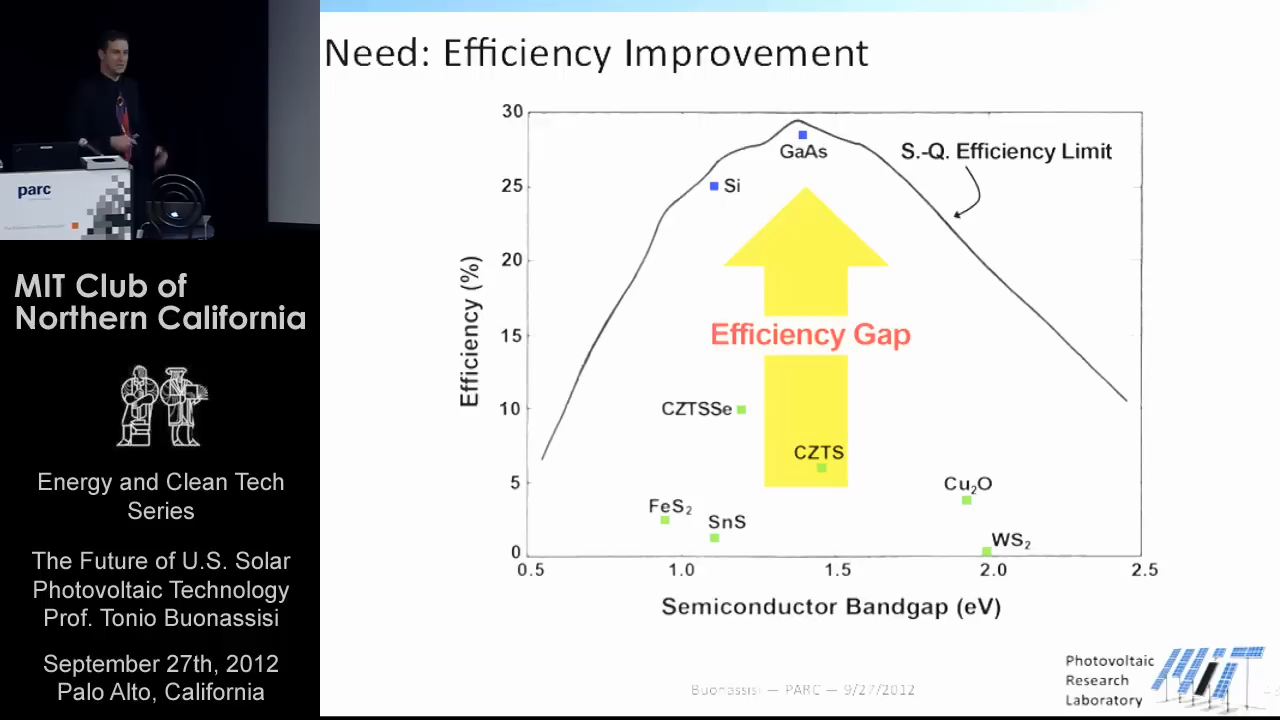 parc
MIT Club of
Northern California
Energy and Clean Tech
Series
The Future of U.S. Solar
Photovoltaic Technology
Prof. Tonio Buonassisi
September 27th, 2012
Palo Alto, California
Need: Efficiency Improvement
30
25
20
15
10
5
0
Efficiency (%)
GaAs
S.-Q. Efficiency Limit
Si
Efficiency Gap
CZTSSe
CZTS
Cu₂O
FeS₂
SnS
WS₂
0.5 1.0 1.5 2.0 2.5
Semiconductor Bandgap (eV)
Buonassisi — PARC — 9/27/2012
Photovoltaic
Research
Laboratory
MIT